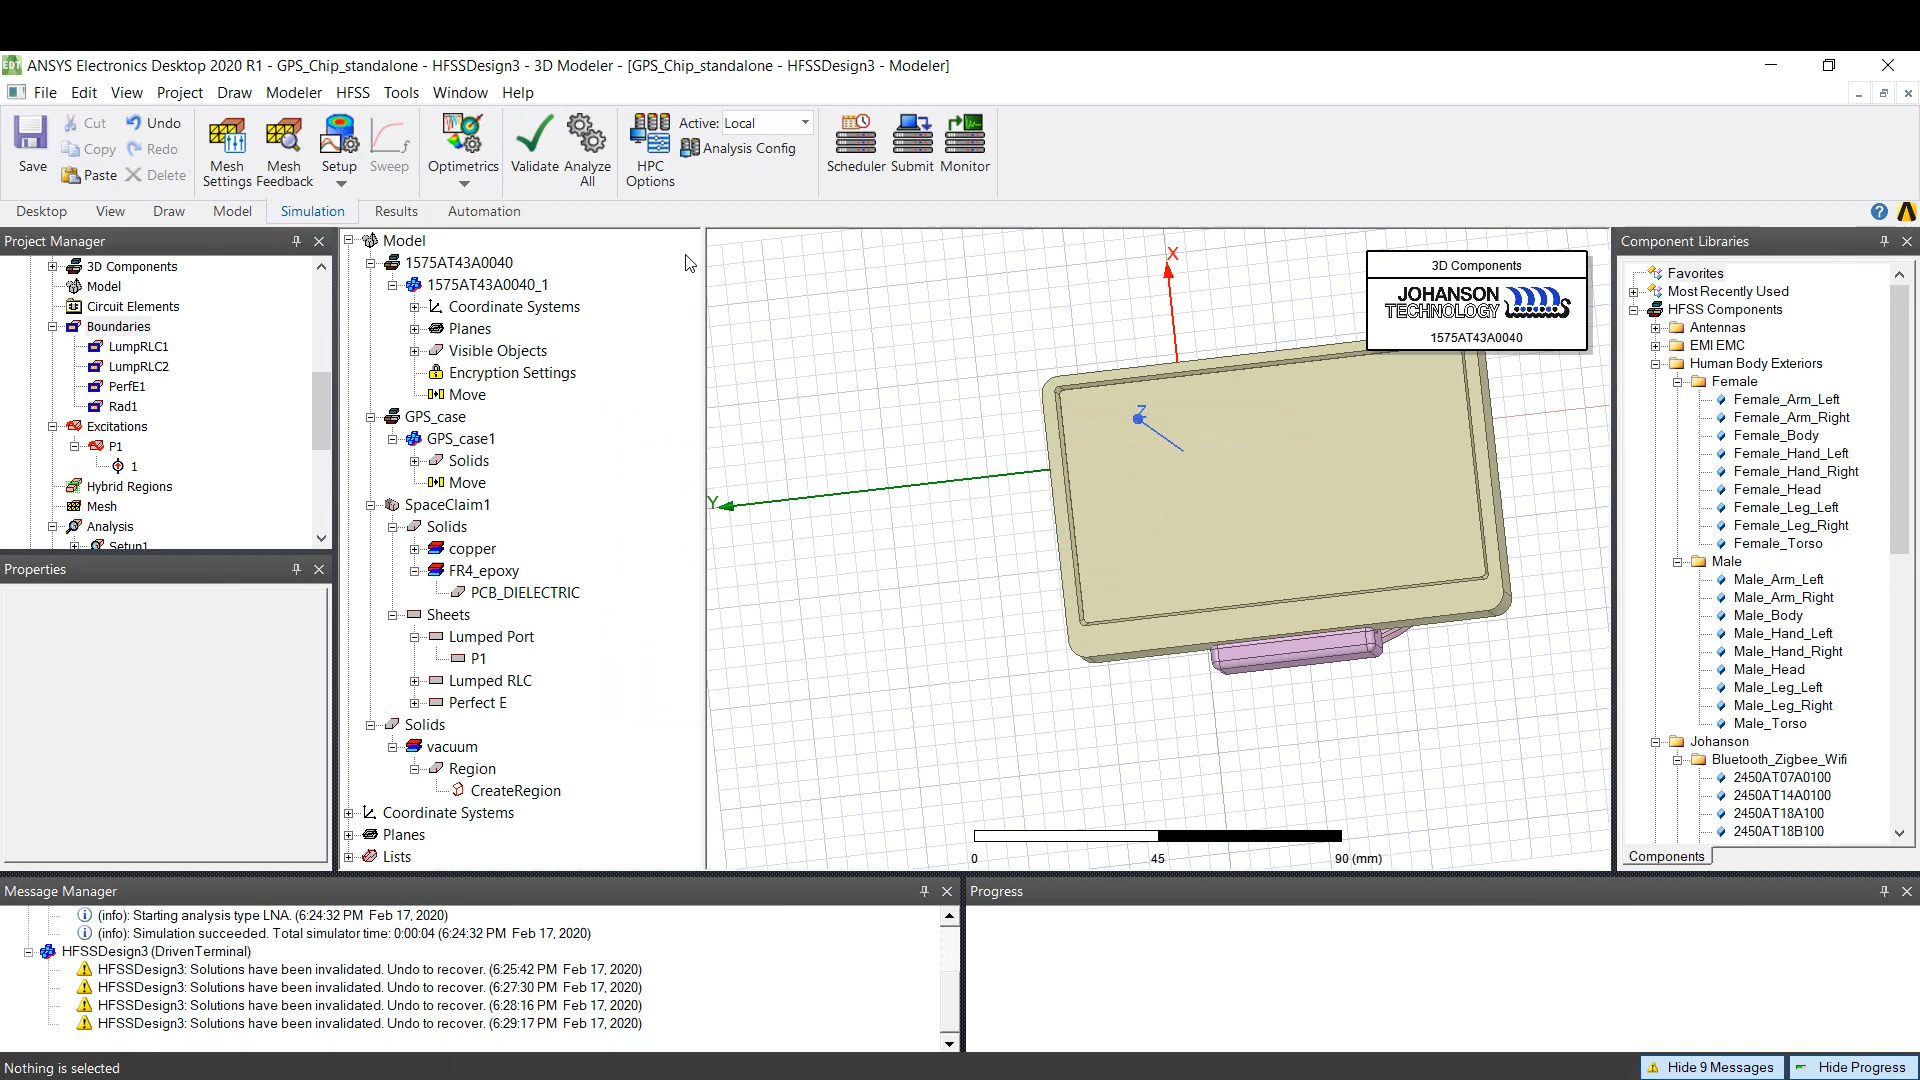 ANSYS Electronics Desktop 2020 R1 - GPS_Chip_standalone - HFSSDesign3 - 3D Modeler - [GPS_Chip_standalone - HFSSDesign3 - Modeler]
File Edit View Project Draw Modeler HFSS Tools Window Help
Save
Cut
Copy
Paste
Undo
Redo
Delete
Mesh Settings
Mesh Feedback
Setup
Sweep
Optimetrics
Validate
Analyze All
HPC Options
Active: Local
Analysis Config
Scheduler
Submit
Monitor
Desktop View Draw Model Simulation Results Automation
Project Manager
3D Components
Model
Circuit Elements
Boundaries
LumpRLC1
LumpRLC2
PerfE1
Rad1
Excitations
P1
1
Hybrid Regions
Mesh
Analysis
Setup1
Properties
Model
1575AT43A0040
1575AT43A0040_1
Coordinate Systems
Planes
Visible Objects
Encryption Settings
Move
GPS_case
GPS_case1
Solids
Move
SpaceClaim1
Solids
copper
FR4_epoxy
PCB_DIELECTRIC
Sheets
Lumped Port
P1
Lumped RLC
Perfect E
Solids
vacuum
Region
CreateRegion
Coordinate Systems
Planes
Lists
X
Y
Z
3D Components
JOHANSON
TECHNOLOGY
1575AT43A0040
0 45 90 (mm)
Component Libraries
Favorites
Most Recently Used
HFSS Components
Antennas
EMI EMC
Human Body Exteriors
Female
Female_Arm_Left
Female_Arm_Right
Female_Body
Female_Hand_Left
Female_Hand_Right
Female_Head
Female_Leg_Left
Female_Leg_Right
Female_Torso
Male
Male_Arm_Left
Male_Arm_Right
Male_Body
Male_Hand_Left
Male_Hand_Right
Male_Head
Male_Leg_Left
Male_Leg_Right
Male_Torso
Johanson
Bluetooth_Zigbee_Wifi
2450AT07A0100
2450AT14A0100
2450AT18A100
2450AT18B100
Components
Message Manager
(info): Starting analysis type LNA. (6:24:32 PM Feb 17, 2020)
(info): Simulation succeeded. Total simulator time: 0:00:04 (6:24:32 PM Feb 17, 2020)
HFSSDesign3 (DrivenTerminal)
HFSSDesign3: Solutions have been invalidated. Undo to recover. (6:25:42 PM Feb 17, 2020)
HFSSDesign3: Solutions have been invalidated. Undo to recover. (6:27:30 PM Feb 17, 2020)
HFSSDesign3: Solutions have been invalidated. Undo to recover. (6:28:16 PM Feb 17, 2020)
HFSSDesign3: Solutions have been invalidated. Undo to recover. (6:29:17 PM Feb 17, 2020)
Progress
Nothing is selected
Hide 9 Messages
Hide Progress